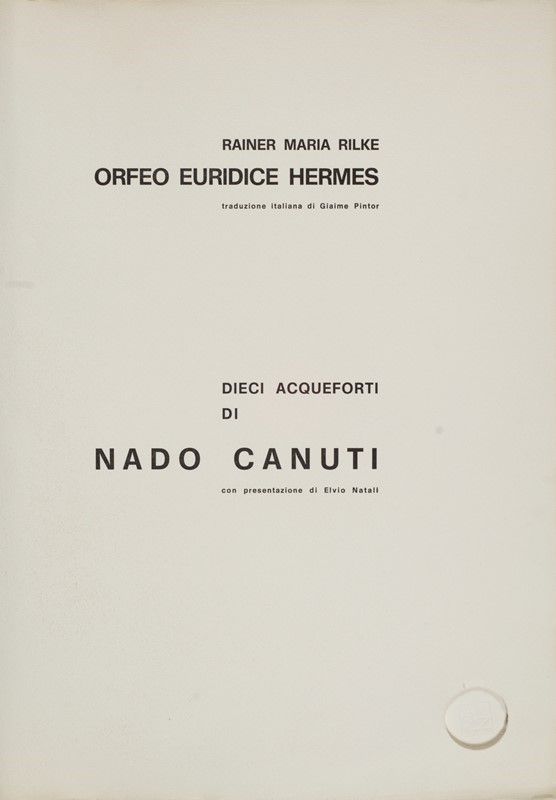 RAINER MARIA RILKE
ORFEO EURIDICE HERMES
traduzione italiana di Giaime Pintor
DIECI ACQUEFORTI
DI
NADO CANUTI
con presentazione di Elvio Natali